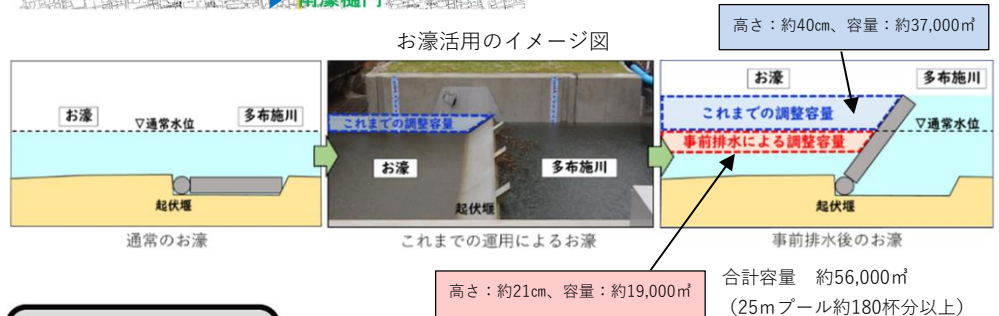 南濠樋門
お濠活用のイメージ図
高さ：約40㎝、容量：約37,000㎥
お濠
▽通常水位
多布施川
起伏堰
通常のお濠
これまでの調整容量
お濠
多布施川
起伏堰
これまでの運用によるお濠
お濠
多布施川
これまでの調整容量
▽通常水位
事前排水による調整容量
起伏堰
事前排水後のお濠
高さ：約21㎝、容量：約19,000㎥
合計容量　約56,000㎥
（25ｍプール約180杯分以上）